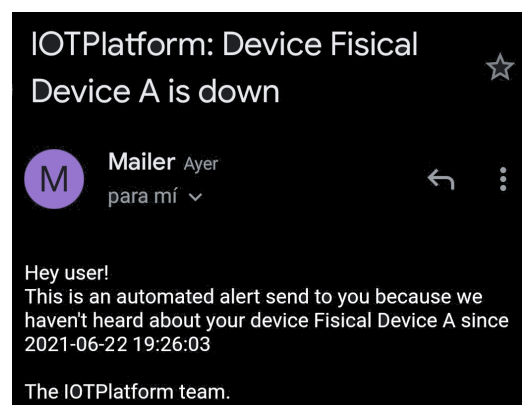 IOTPlatform: Device Fisical
Device A is down
M
Mailer Ayer
para mí
Hey user!
This is an automated alert send to you because we
haven't heard about your device Fisical Device A since
2021-06-22 19:26:03
The IOTPlatform team.